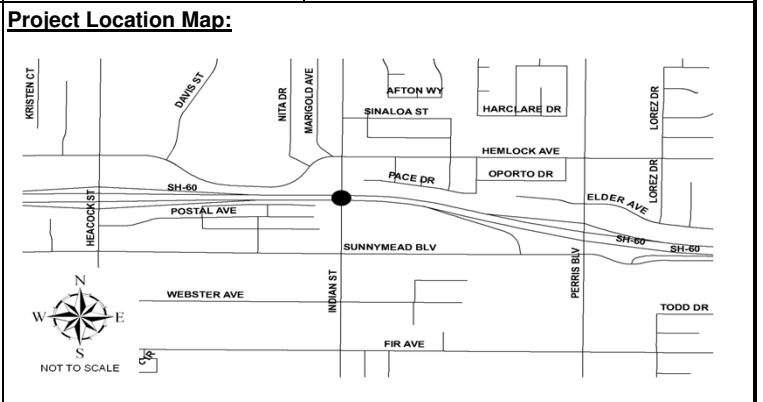 Project Location Map:
KRISTEN CT
DAVIS ST
NITA DR
MARIGOLD AVE
AFTON WY
SINALOA ST
HARCLARE DR
LOREZ DR
HEMLOCK AVE
PACE DR
OPORTO DR
LOREZ DR
SH-60
ELDER AVE
HEACOCK ST
POSTAL AVE
SH-60
SH-60
SUNNYMEAD BLV
INDIAN ST
PERRIS BLV
N
W
E
S
NOT TO SCALE
WEBSTER AVE
TODD DR
FIR AVE